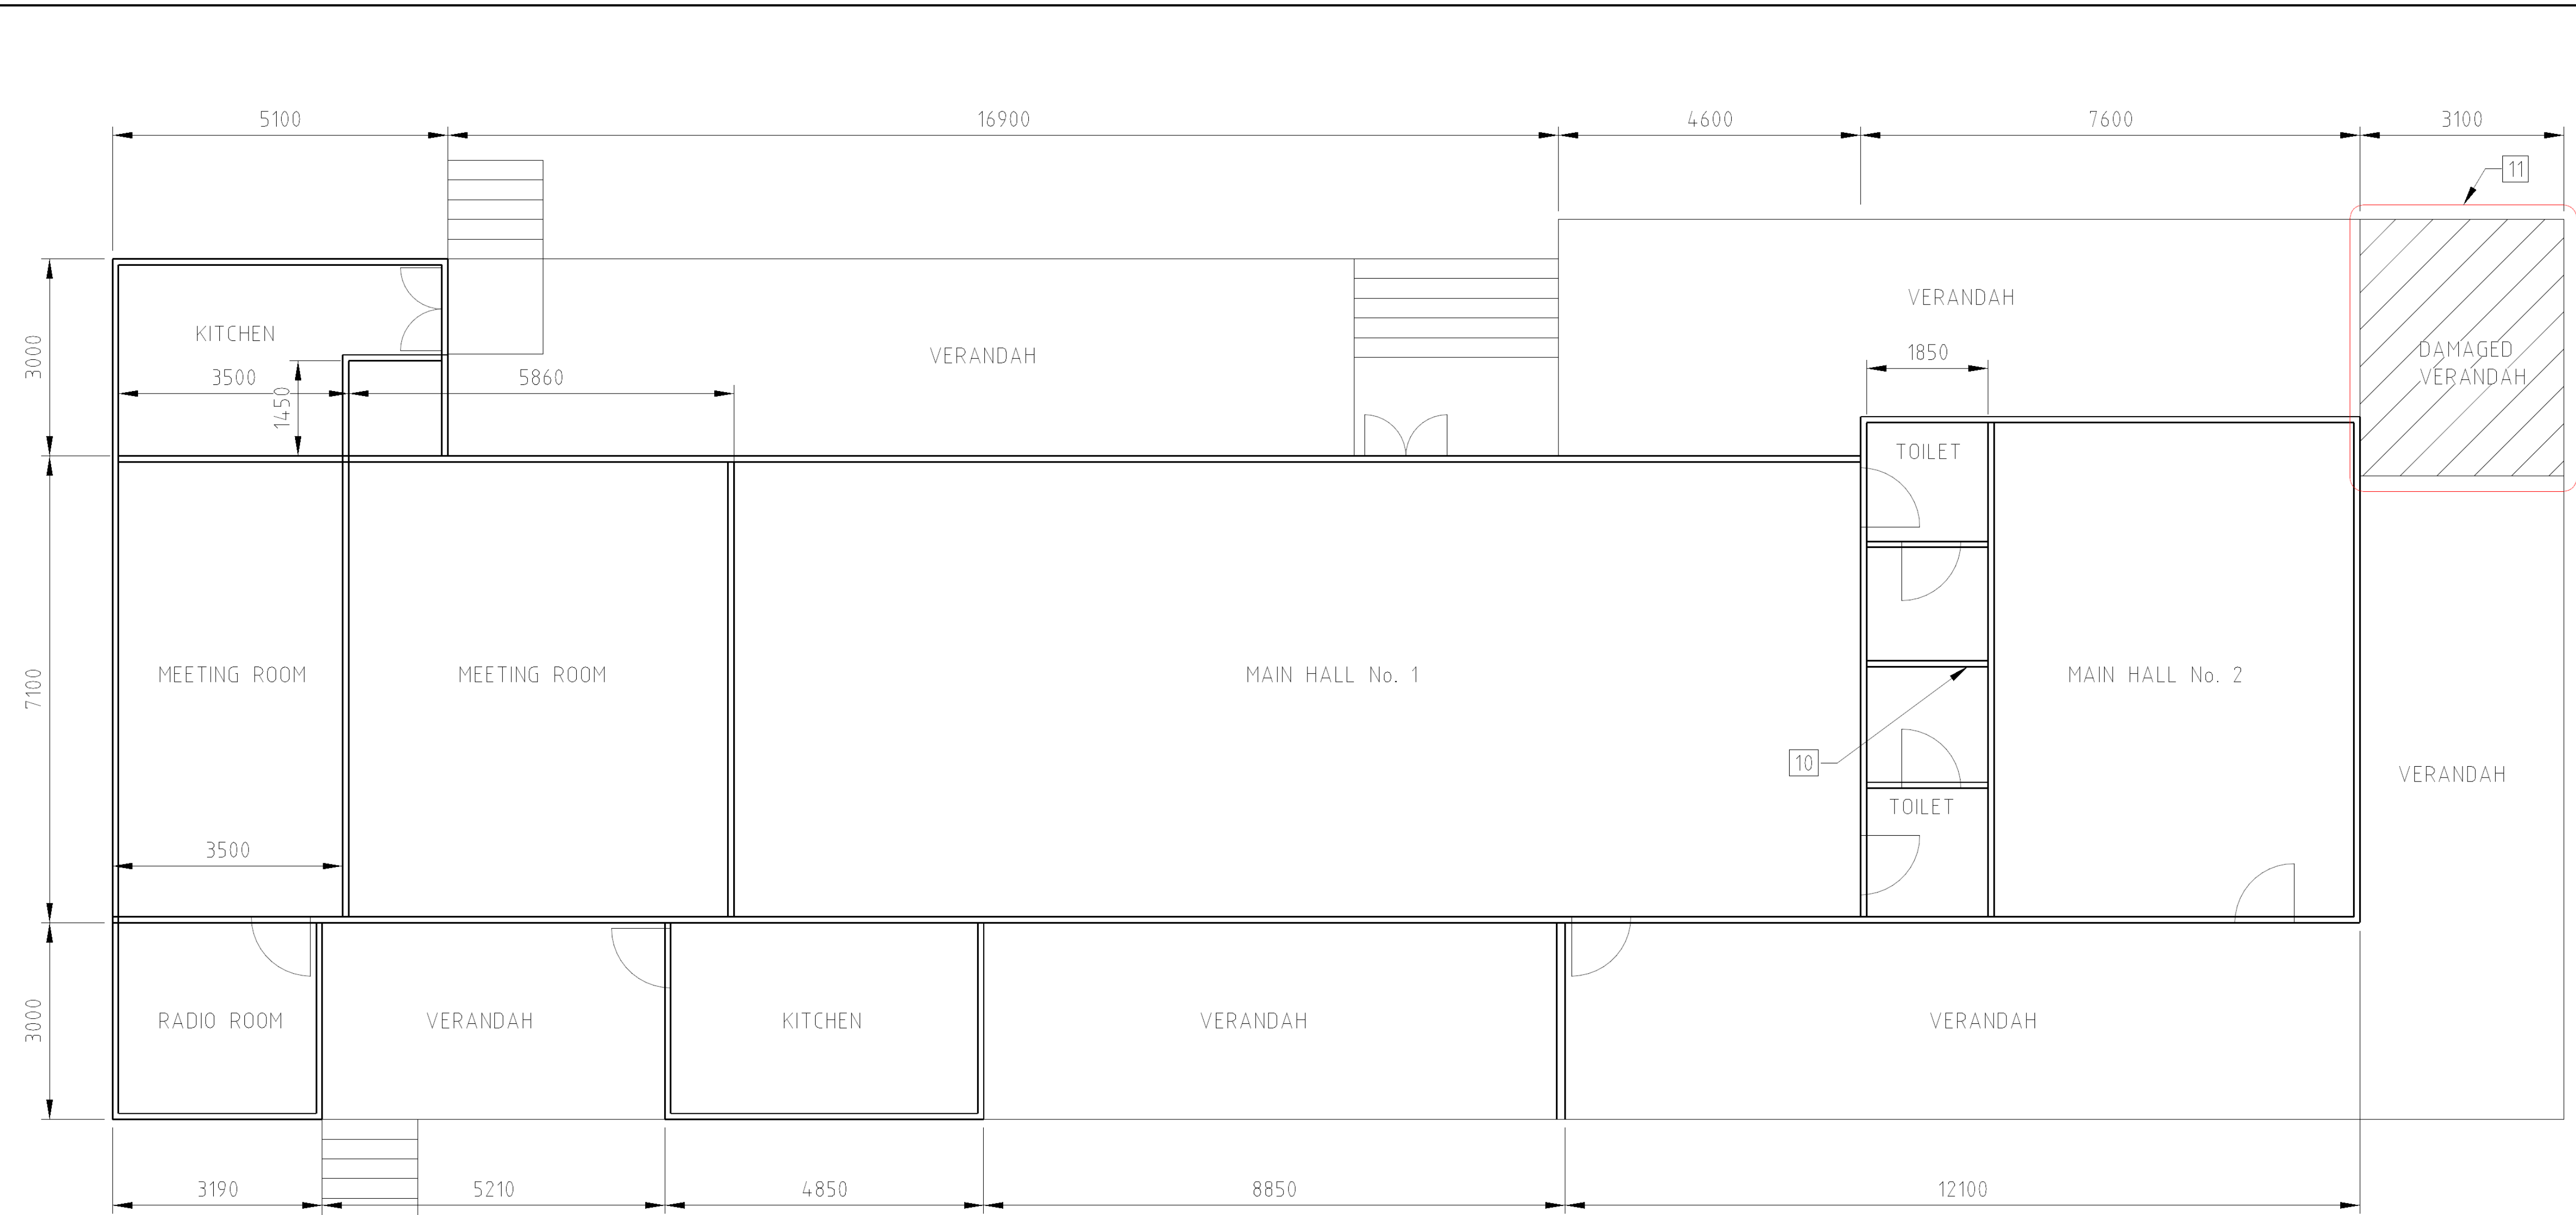 5100
16900
4600
7600
3100
11
VERANDAH
KITCHEN
3000
VERANDAH
DAMAGED
VERANDAH
1850
3500
5860
1450
TOILET
7100
MEETING ROOM
MEETING ROOM
MAIN HALL No. 1
MAIN HALL No. 2
10
VERANDAH
TOILET
3500
3000
RADIO ROOM
VERANDAH
KITCHEN
VERANDAH
VERANDAH
3190
5210
4850
8850
12100